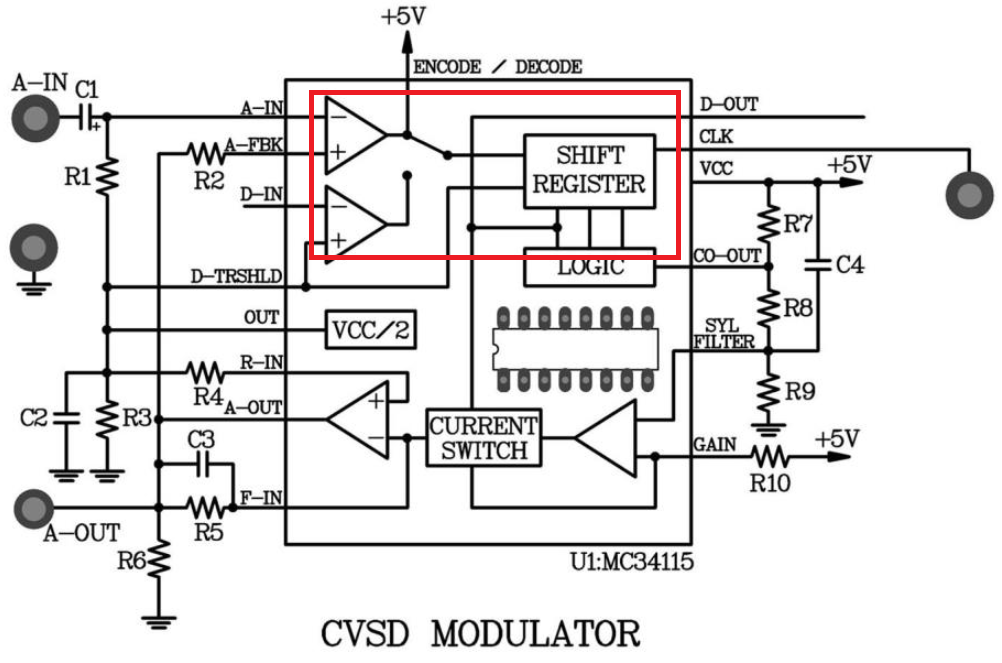 +5V
ENCODE / DECODE
A-IN
C1
+
A-IN
D-OUT
A-FBK
CLK
R1
R2
SHIFT
REGISTER
VCC
+5V
D-IN
R7
D-TRSHLD
LOGIC
CO-OUT
C4
OUT
VCC/2
R8
SYL
FILTER
R-IN
R4
R9
C2
R3
A-OUT
CURRENT
SWITCH
C3
GAIN
+5V
R10
F-IN
R5
A-OUT
R6
U1:MC34115
CVSD MODULATOR